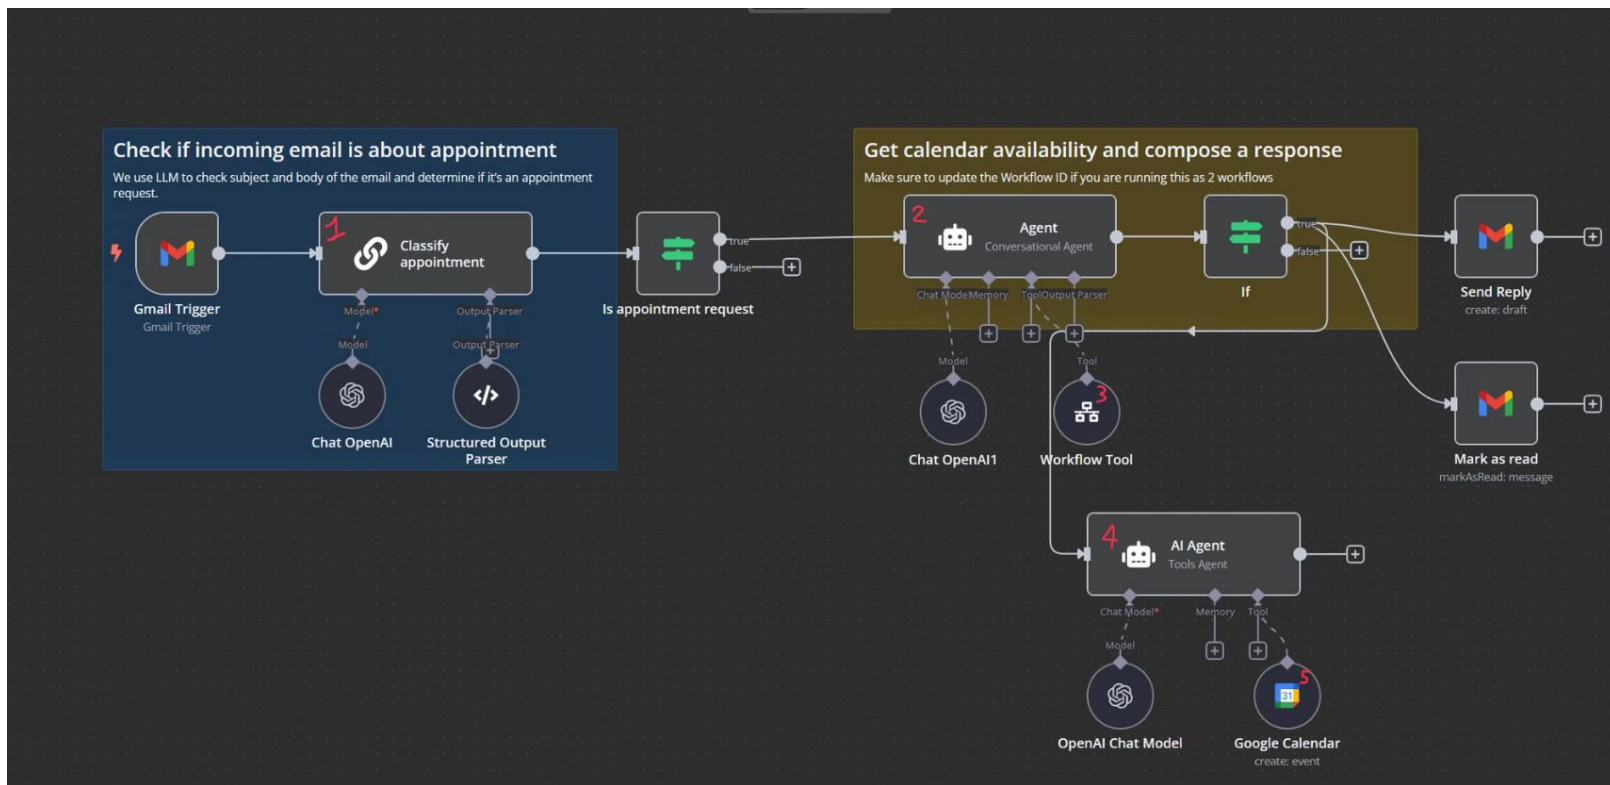 Check if incoming email is about appointment
We use LLM to check subject and body of the email and determine if it's an appointment
request.
1
Classify
appointment
Gmail Trigger
Gmail Trigger
Model*
Output Parser
Model
Output Parser
Chat OpenAI
Structured Output
Parser
true
false
Is appointment request
Get calendar availability and compose a response
Make sure to update the Workflow ID if you are running this as 2 workflows
2
Agent
Conversational Agent
Chat Model
Memory
Tool
Output Parser
true
false
If
Model
Tool
3
Chat OpenAI1
Workflow Tool
Send Reply
create: draft
Mark as read
markAsRead: message
4
AI Agent
Tools Agent
Chat Model*
Memory
Tool
Model
31
5
OpenAI Chat Model
Google Calendar
create: event